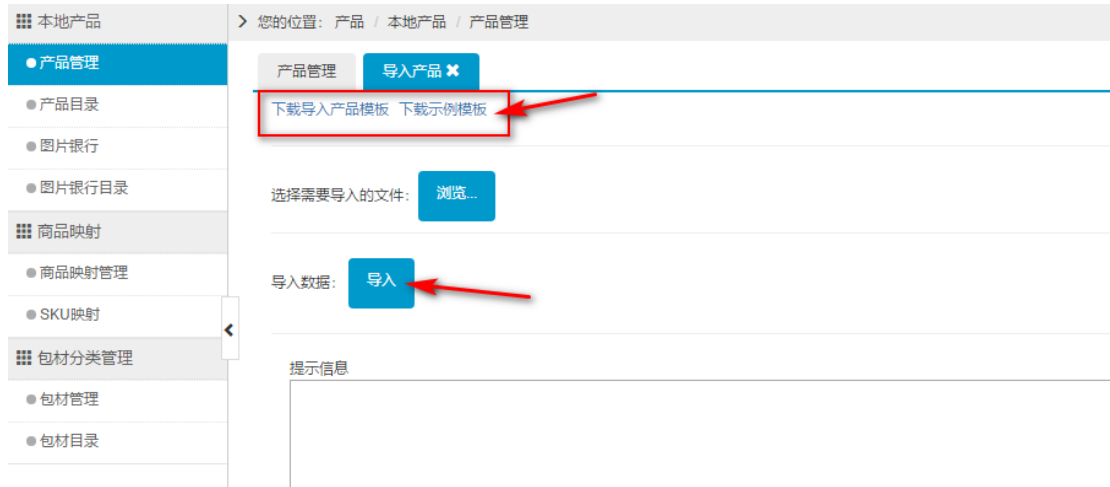 本地产品
产品管理
产品目录
图片银行
图片银行目录
商品映射
商品映射管理
SKU映射
包材分类管理
包材管理
包材目录
您的位置： 产品 / 本地产品 / 产品管理
产品管理 导入产品
下载导入产品模板 下载示例模板
选择需要导入的文件： 浏览...
导入数据： 导入
提示信息